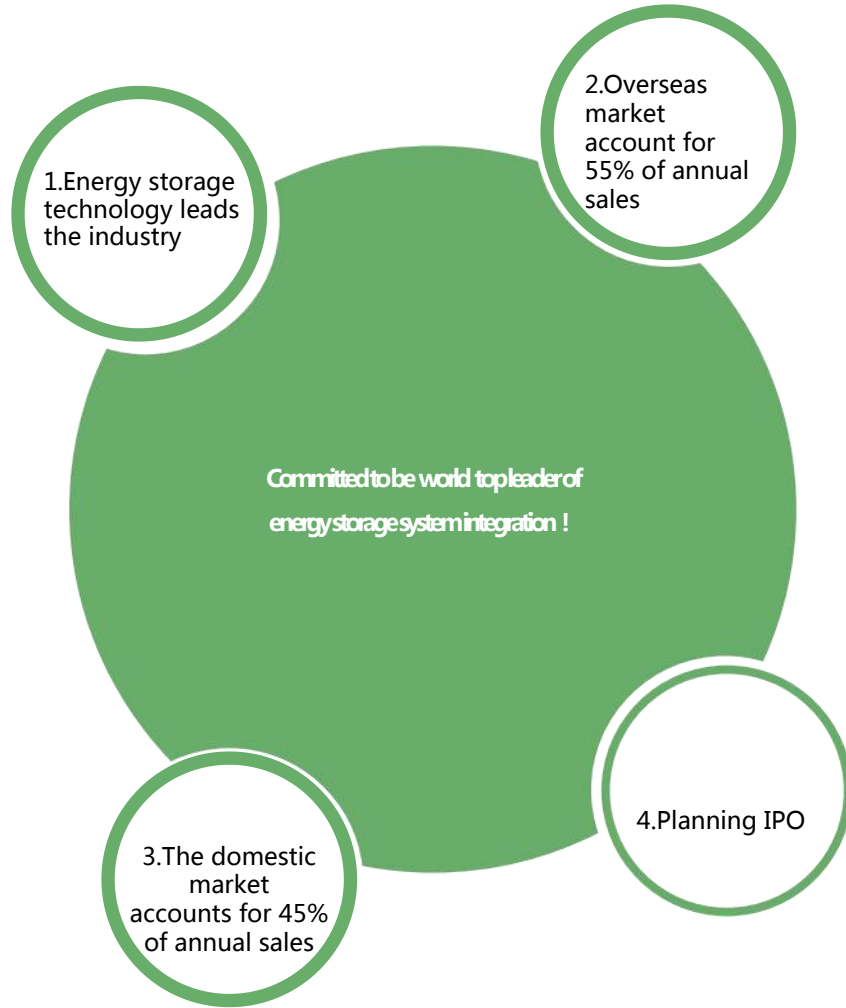 1.Energy storage
technology leads
the industry
2.Overseas
market
account for
55% of annual
sales
Committed to be world top leader of
energy storage system integration !
3.The domestic
market
accounts for 45%
of annual sales
4.Planning IPO